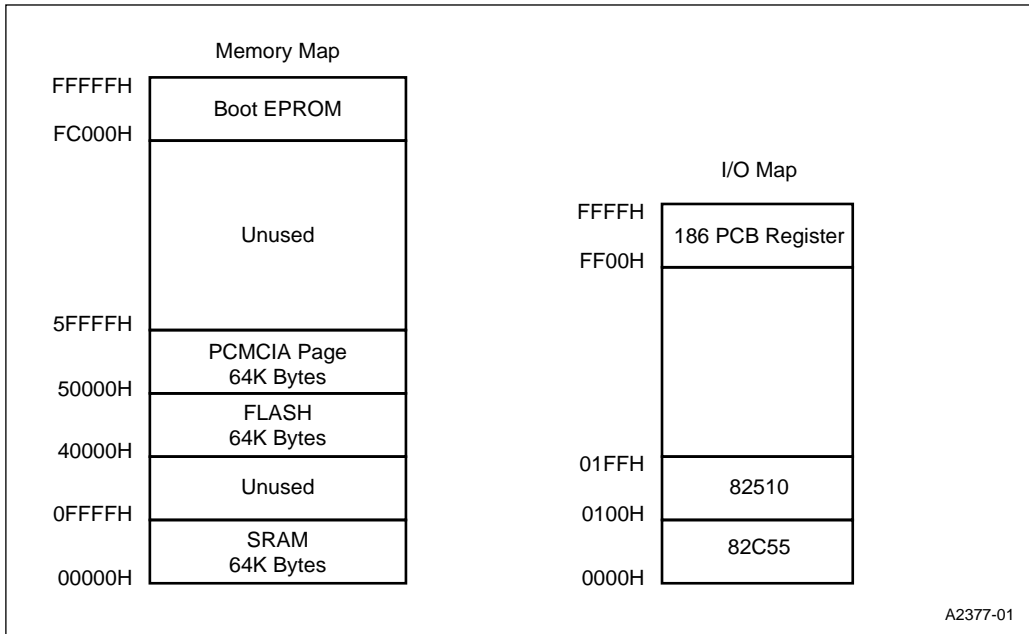 Memory Map
FFFFFH
Boot EPROM
FC000H
Unused
5FFFFH
PCMCIA Page
64K Bytes
50000H
FLASH
64K Bytes
40000H
Unused
0FFFFH
SRAM
64K Bytes
00000H
I/O Map
FFFFH
186 PCB Register
FF00H
01FFH
82510
0100H
82C55
0000H
A2377-01